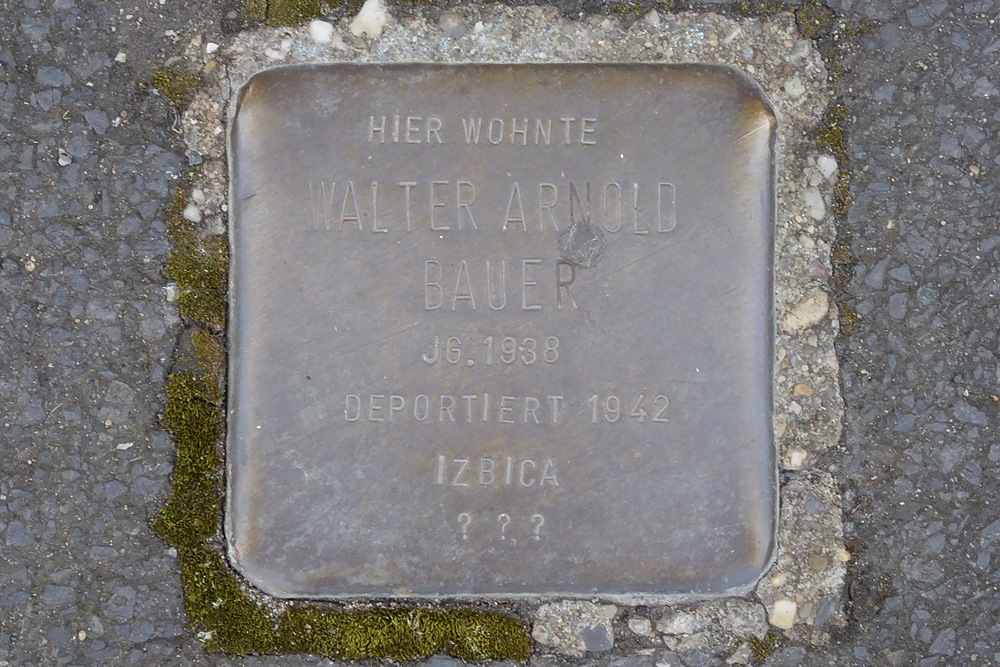 HIER WOHNTE
WALTER ARNOLD
BAUER
JG. 1938
DEPORTIERT 1942
IZBICA
? ? ?